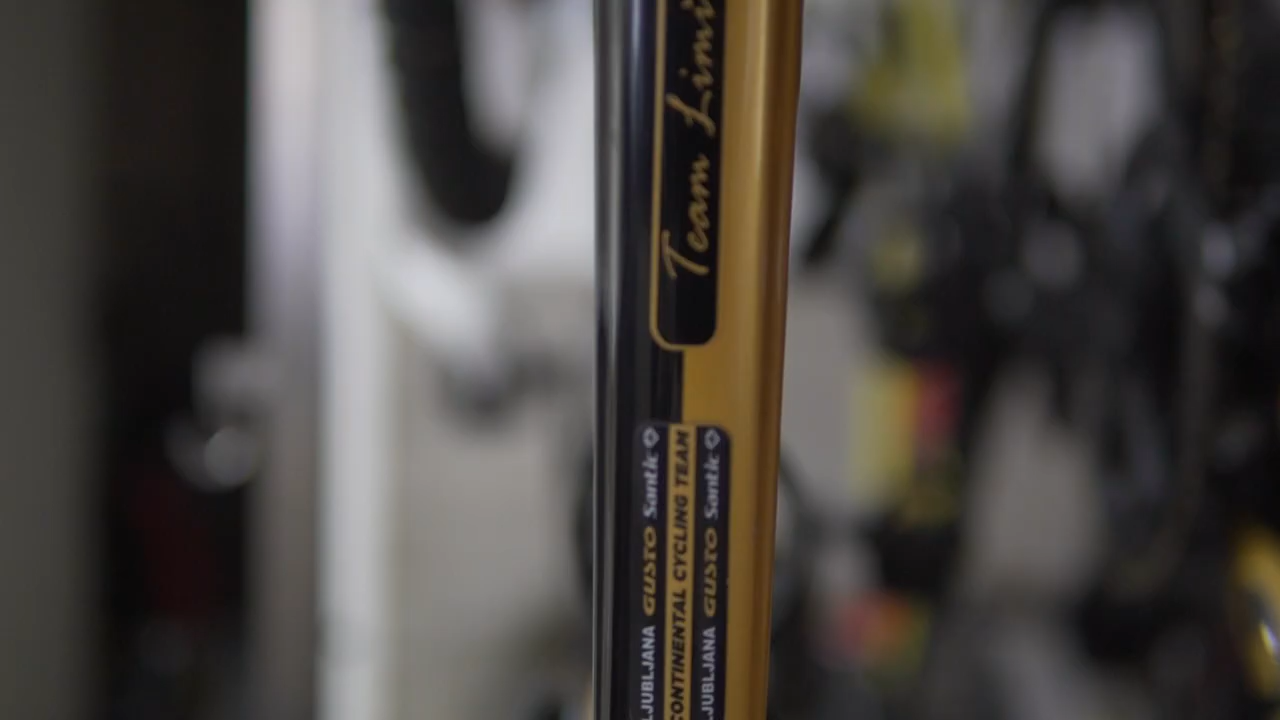 Team Limi
LJUBLJANA GUSTO Santic
CONTINENTAL CYCLING TEAM
LJUBLJANA GUSTO Santic